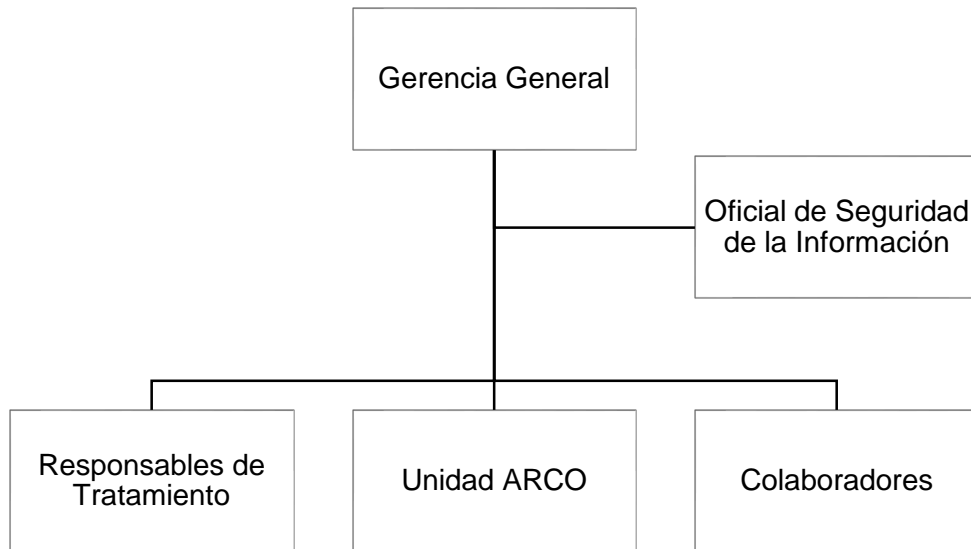 Gerencia General
Oficial de Seguridad
de la Información
Responsables de
Tratamiento
Unidad ARCO
Colaboradores